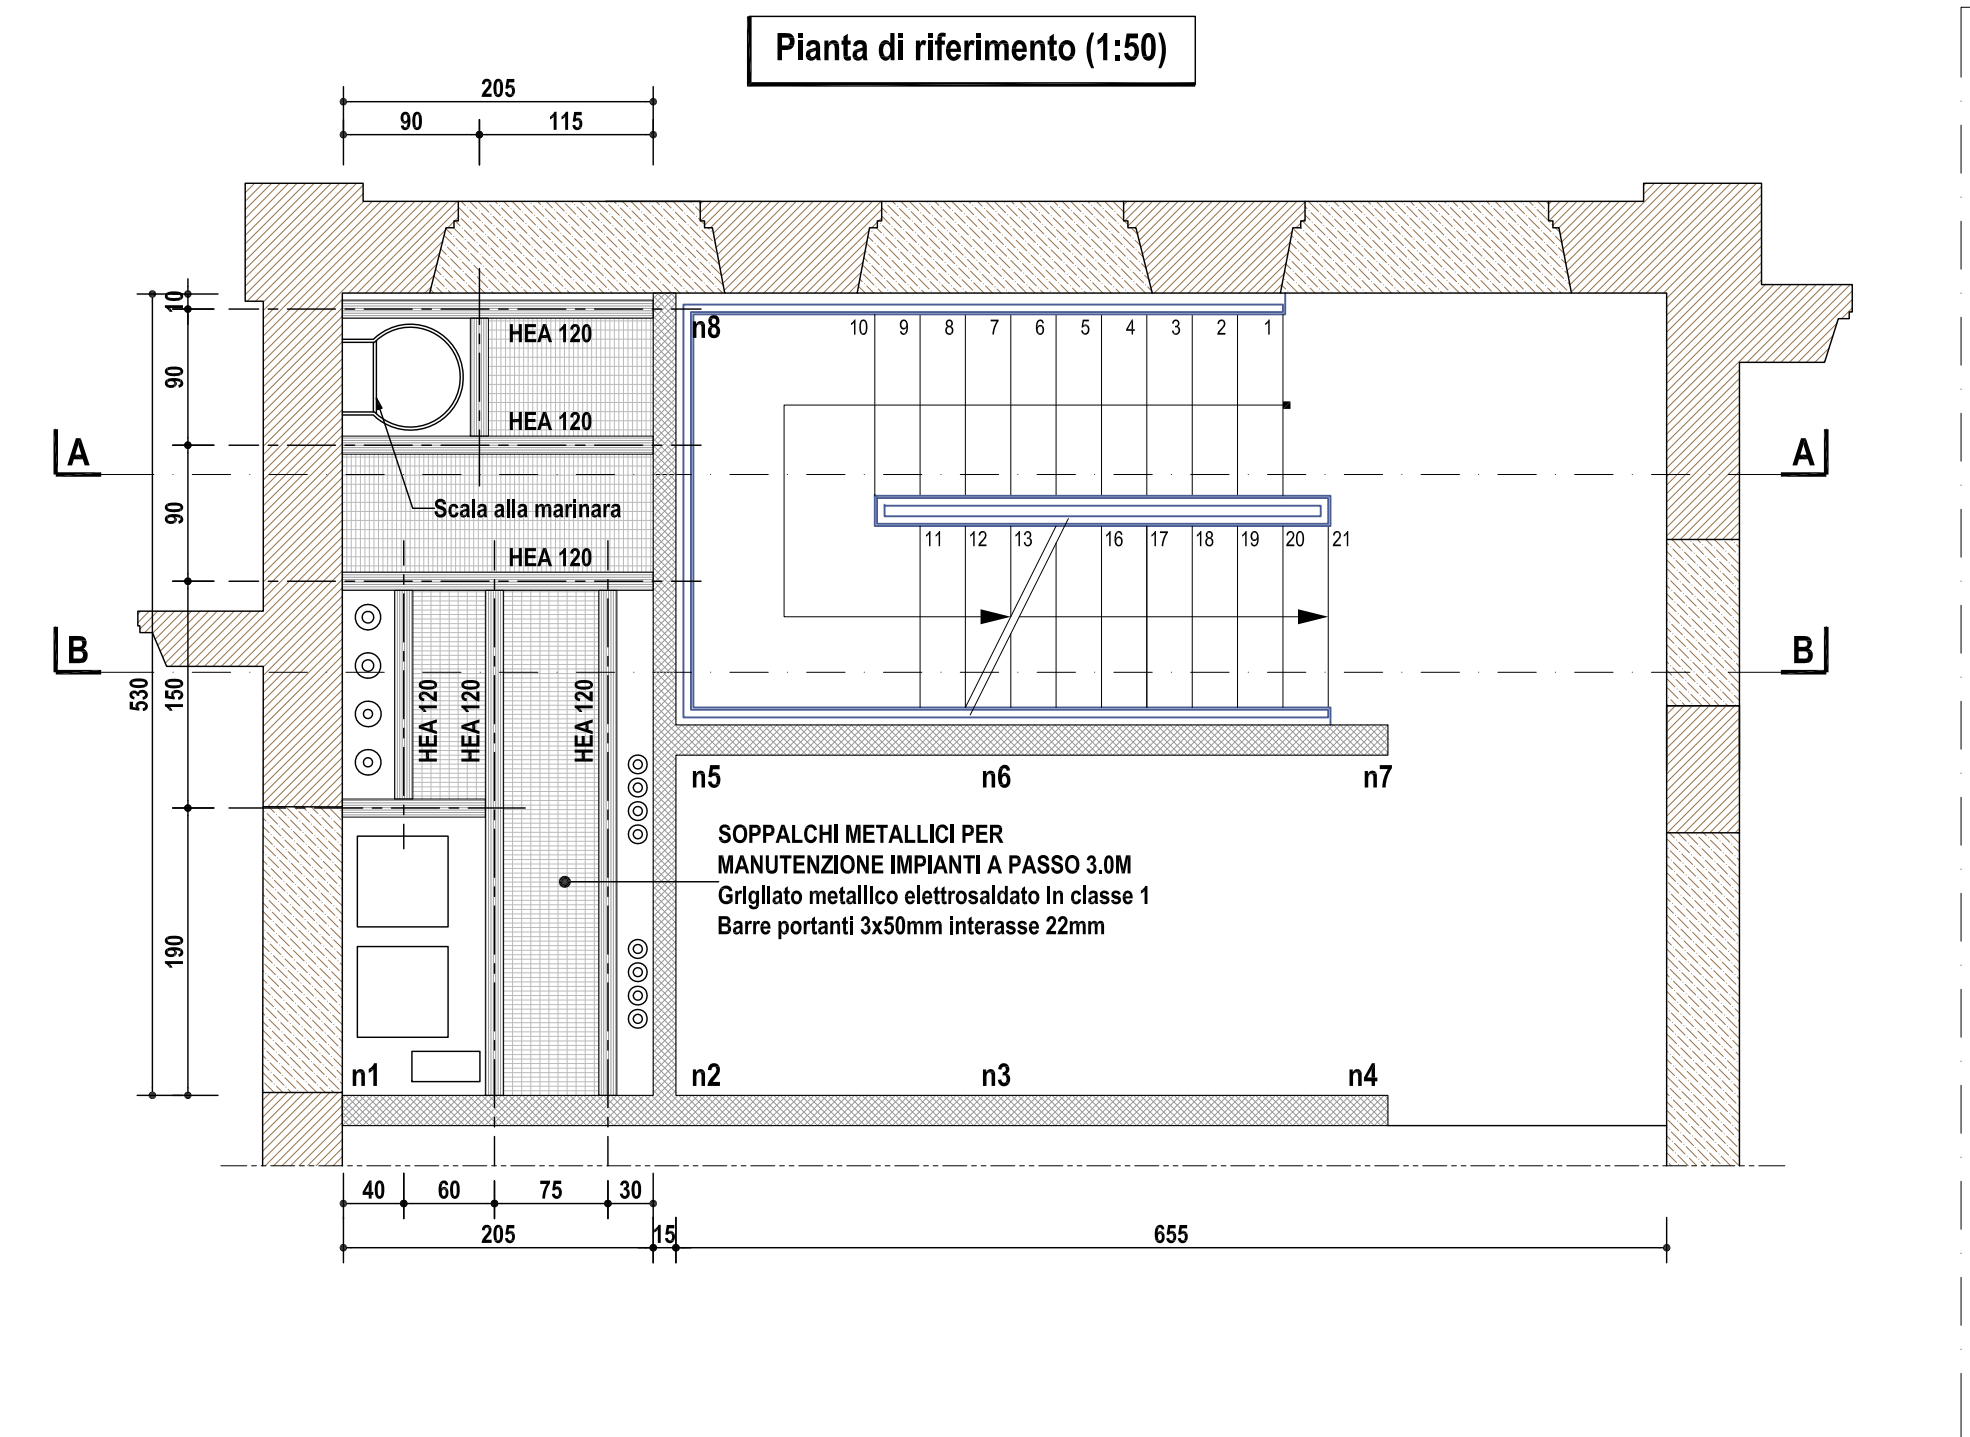 Pianta di riferimento (1:50)
205
90
115
10
90
90
150
190
530
HEA 120
HEA 120
Scala alla marinara
HEA 120
HEA 120
HEA 120
HEA 120
n8
10 9 8 7 6 5 4 3 2 1
11 12 13 16 17 18 19 20 21
A
A
B
B
n5
n6
n7
SOPPALCHI METALLICI PER
MANUTENZIONE IMPIANTI A PASSO 3.0M
Grigliato metallico elettrosaldato in classe 1
Barre portanti 3x50mm interasse 22mm
n1
n2
n3
n4
40
60
75
30
205
15
655